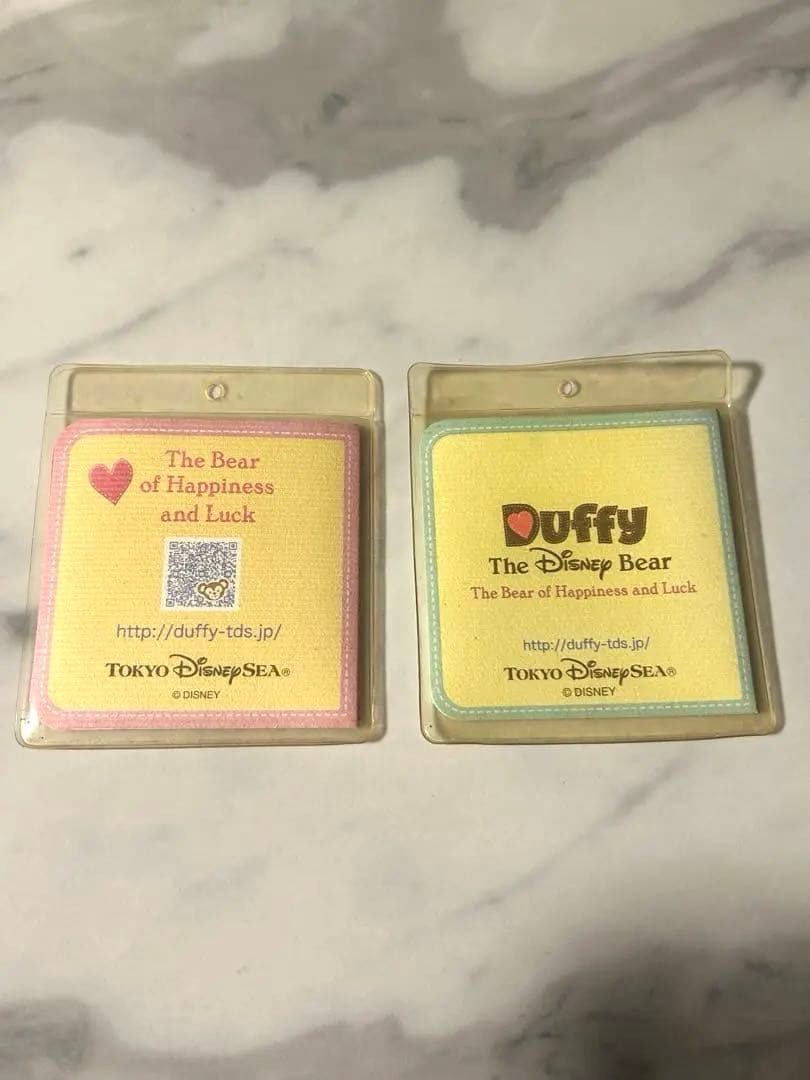 The Bear
of Happiness
and Luck
http://duffy-tds.jp/
TOKYO DISNEYSEA®
© DISNEY
Duffy
The Disney Bear
The Bear of Happiness and Luck
http://duffy-tds.jp/
TOKYO DISNEYSEA®
© DISNEY